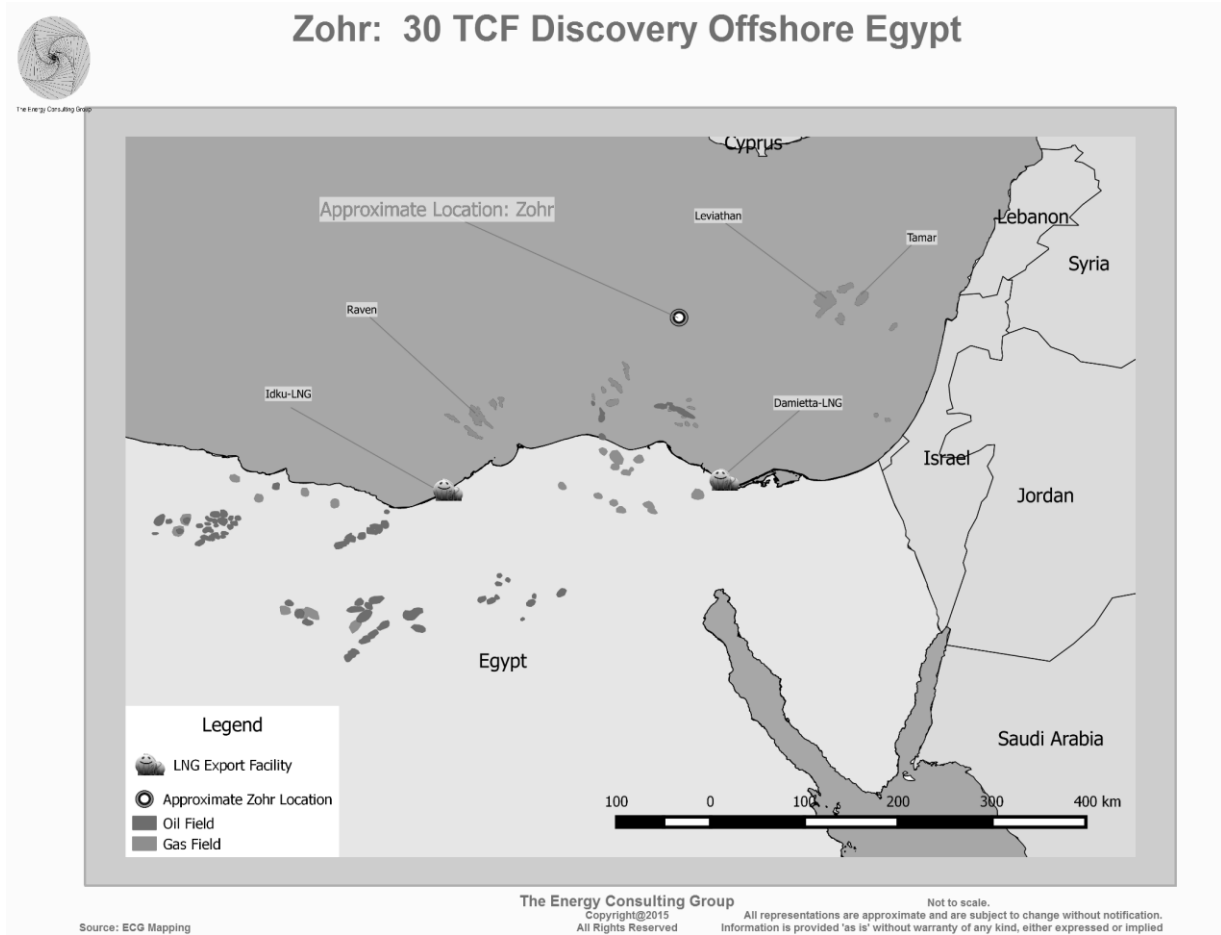 Zohr: 30 TCF Discovery Offshore Egypt
The Energy Consulting Group
Cyprus
Approximate Location: Zohr
Leviathan
Lebanon
Tamar
Syria
Raven
Idku-LNG
Damietta-LNG
Israel
Jordan
Egypt
Saudi Arabia
Legend
LNG Export Facility
Approximate Zohr Location
Oil Field
Gas Field
100 0 100 200 300 400 km
The Energy Consulting Group
Copyright@2015
All Rights Reserved
Source: ECG Mapping
Not to scale.
All representations are approximate and are subject to change without notification.
Information is provided 'as is' without warranty of any kind, either expressed or implied